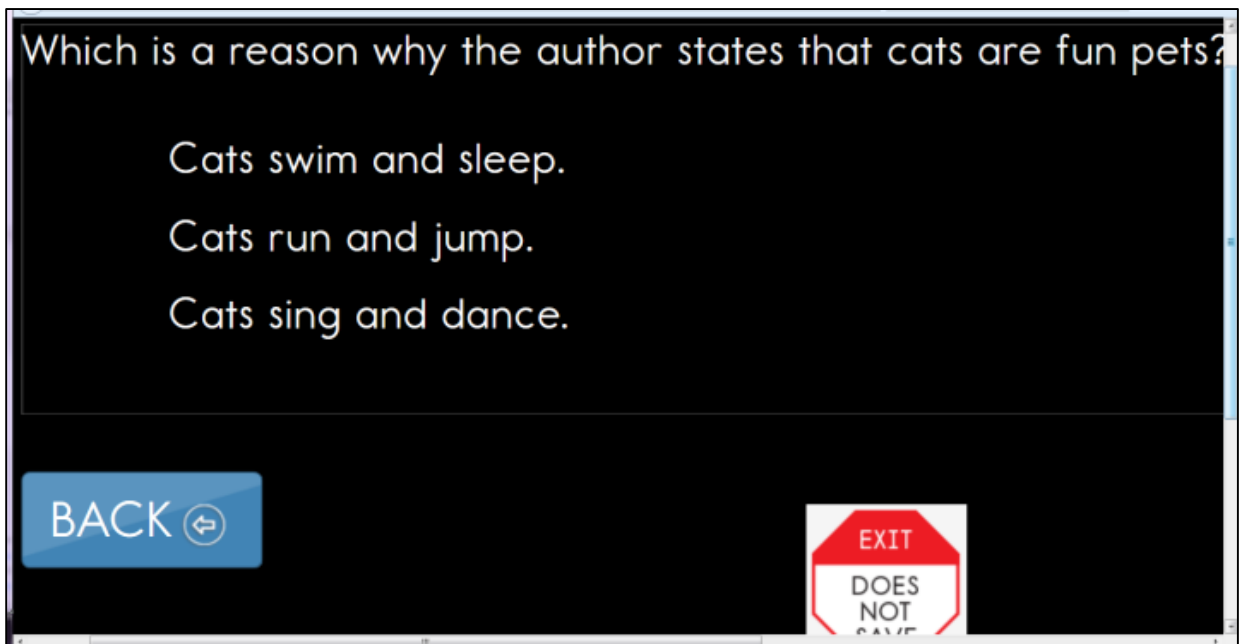 Which is a reason why the author states that cats are fun pets?
Cats swim and sleep.
Cats run and jump.
Cats sing and dance.
BACK
EXIT
DOES
NOT
SAVE